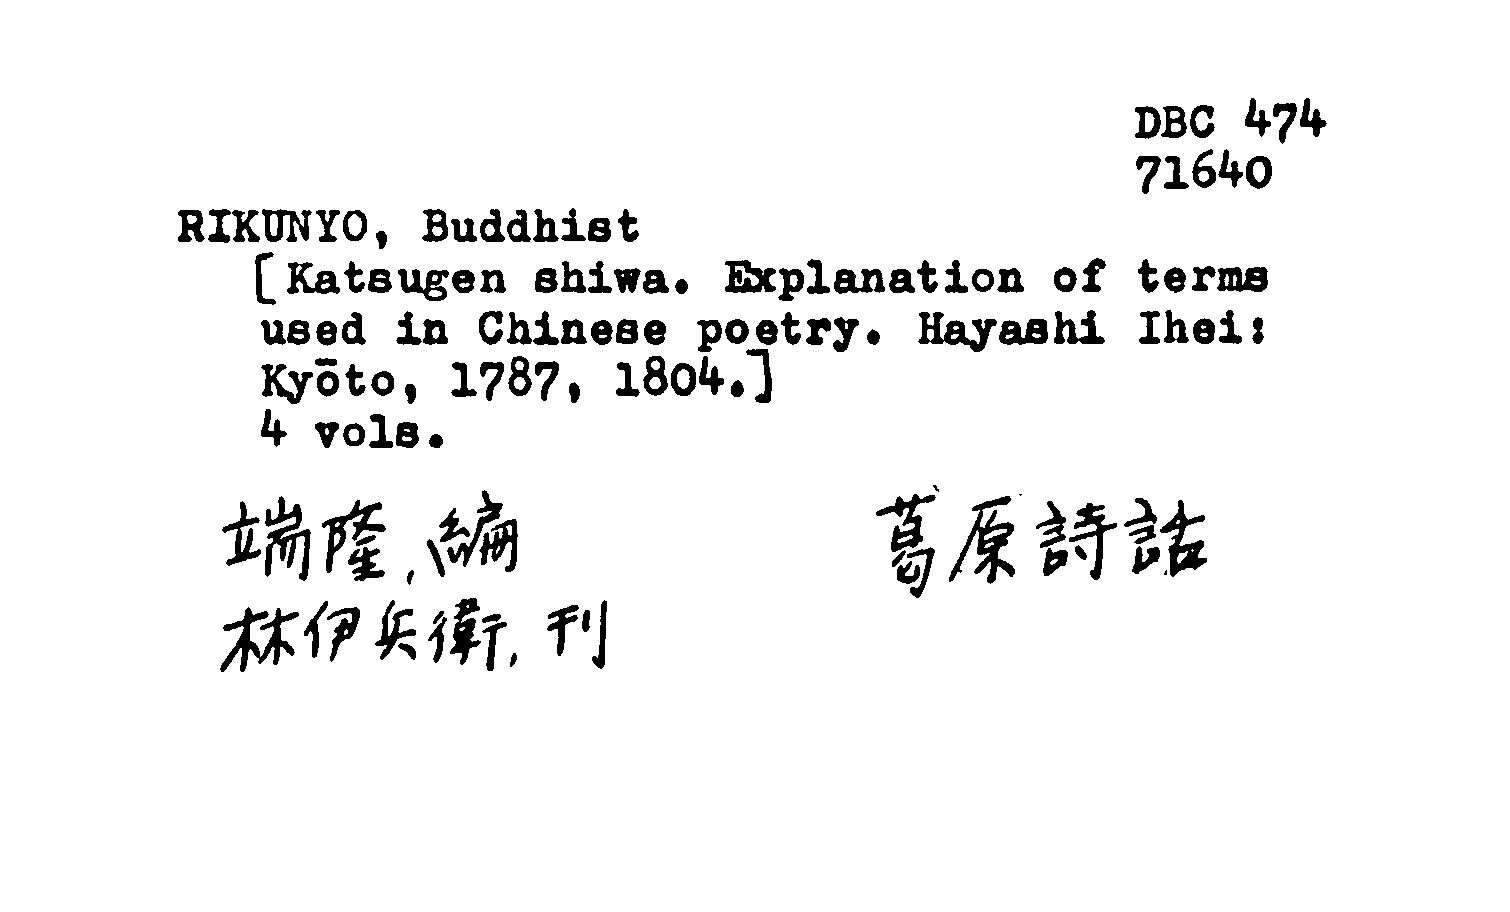 DBC 474
71640
RIKUNYO, Buddhist
[Katsugen shiwa. Explanation of terms
used in Chinese poetry. Hayashi Ihei:
Kyōto, 1787, 1804.]
4 vols.
端隆, 編 葛原詩話
林伊兵衛, 刊